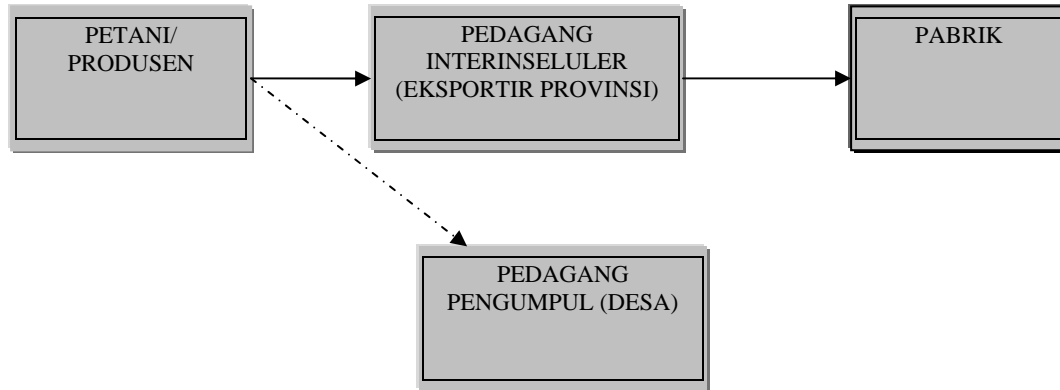 PETANI/
PRODUSEN
PEDAGANG
INTERINSELULER
(EKSPORTIR PROVINSI)
PABRIK
PEDAGANG
PENGUMPUL (DESA)